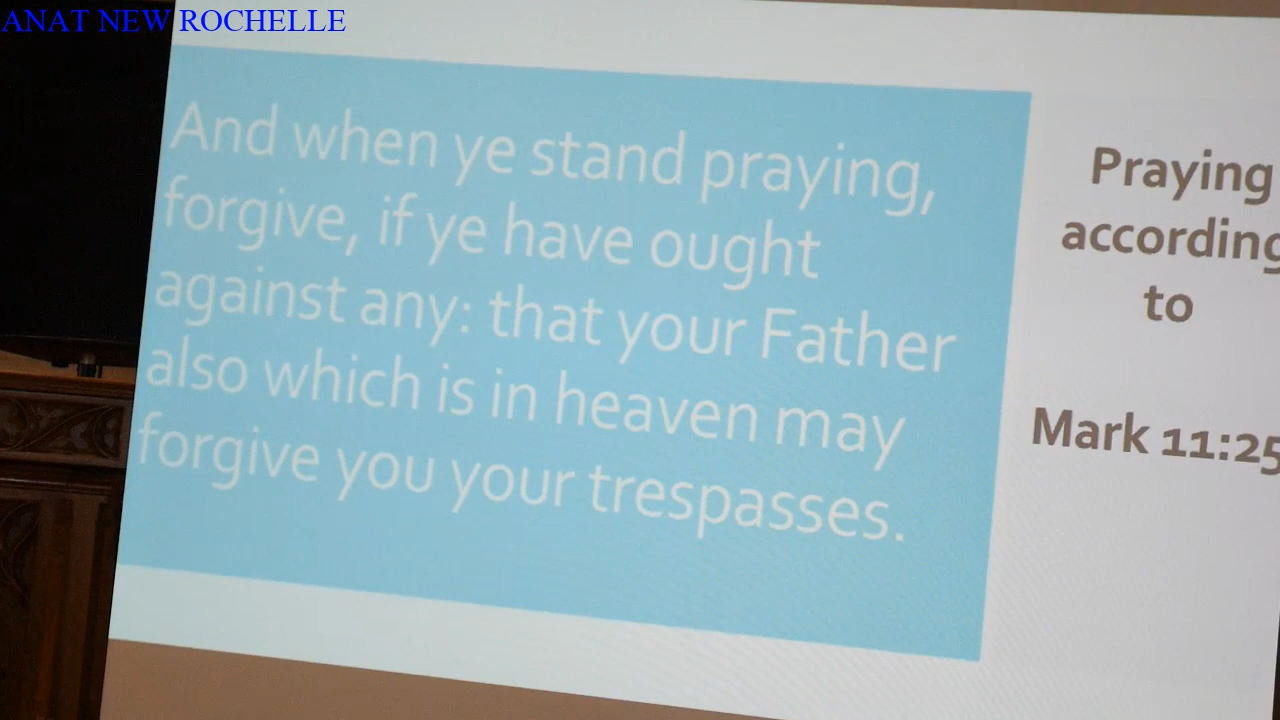 ANAT NEW ROCHELLE
And when ye stand praying,
forgive, if ye have ought
against any: that your Father
also which is in heaven may
forgive you your trespasses.
Praying
according
to
Mark 11:25